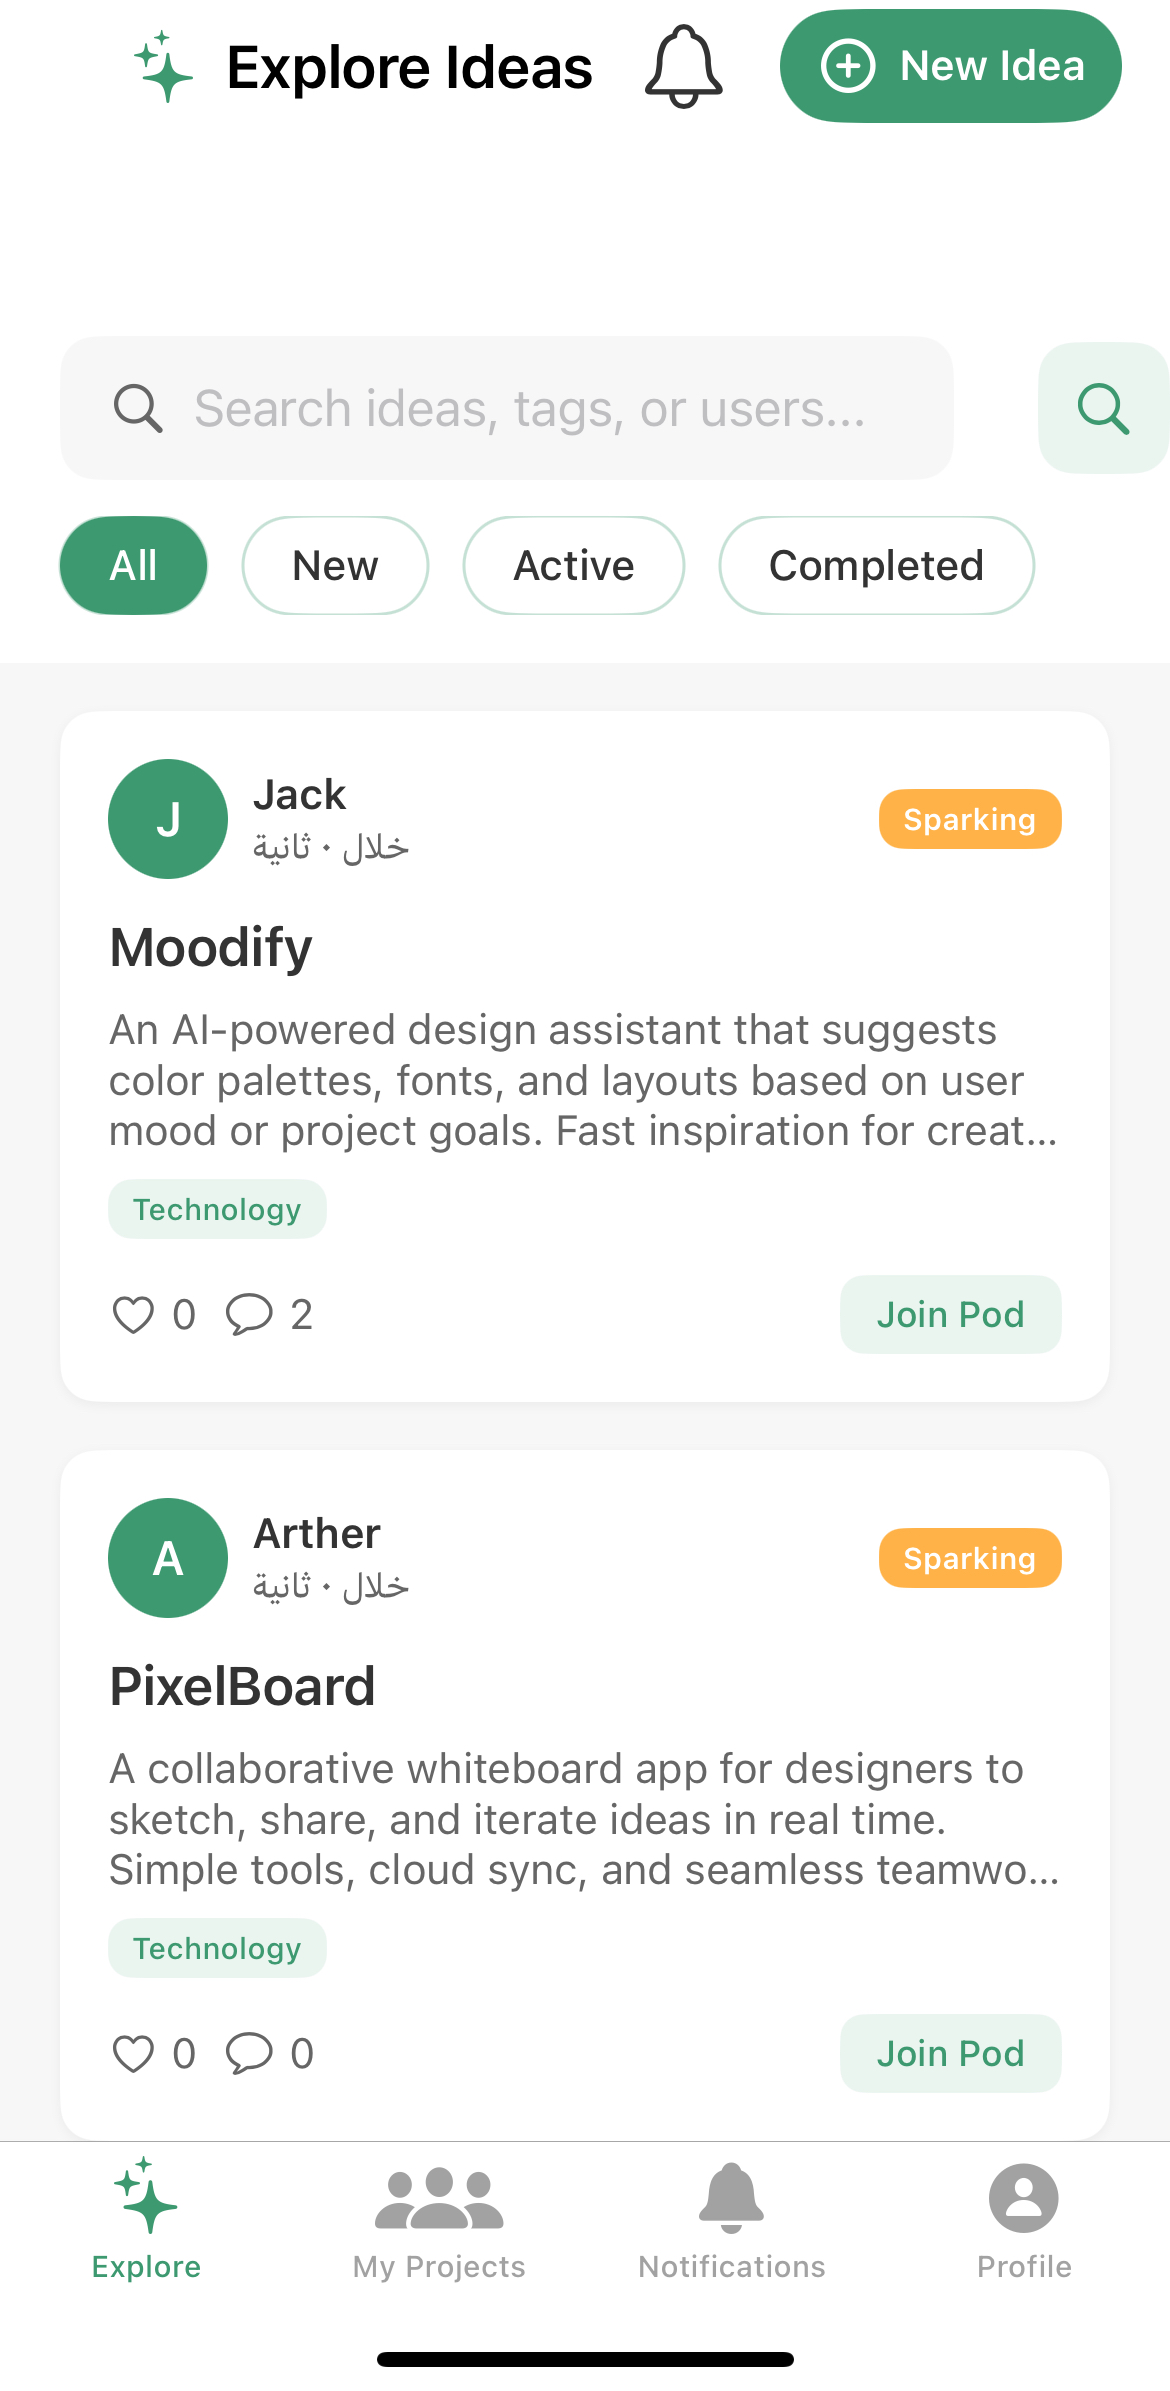 Explore Ideas
New Idea
Search ideas, tags, or users...
All
New
Active
Completed
J
Jack
خلال • ثانية
Sparking
Moodify
An AI-powered design assistant that suggests
color palettes, fonts, and layouts based on user
mood or project goals. Fast inspiration for creat...
Technology
0
2
Join Pod
A
Arther
خلال • ثانية
Sparking
PixelBoard
A collaborative whiteboard app for designers to
sketch, share, and iterate ideas in real time.
Simple tools, cloud sync, and seamless teamwo...
Technology
0
0
Join Pod
Explore
My Projects
Notifications
Profile